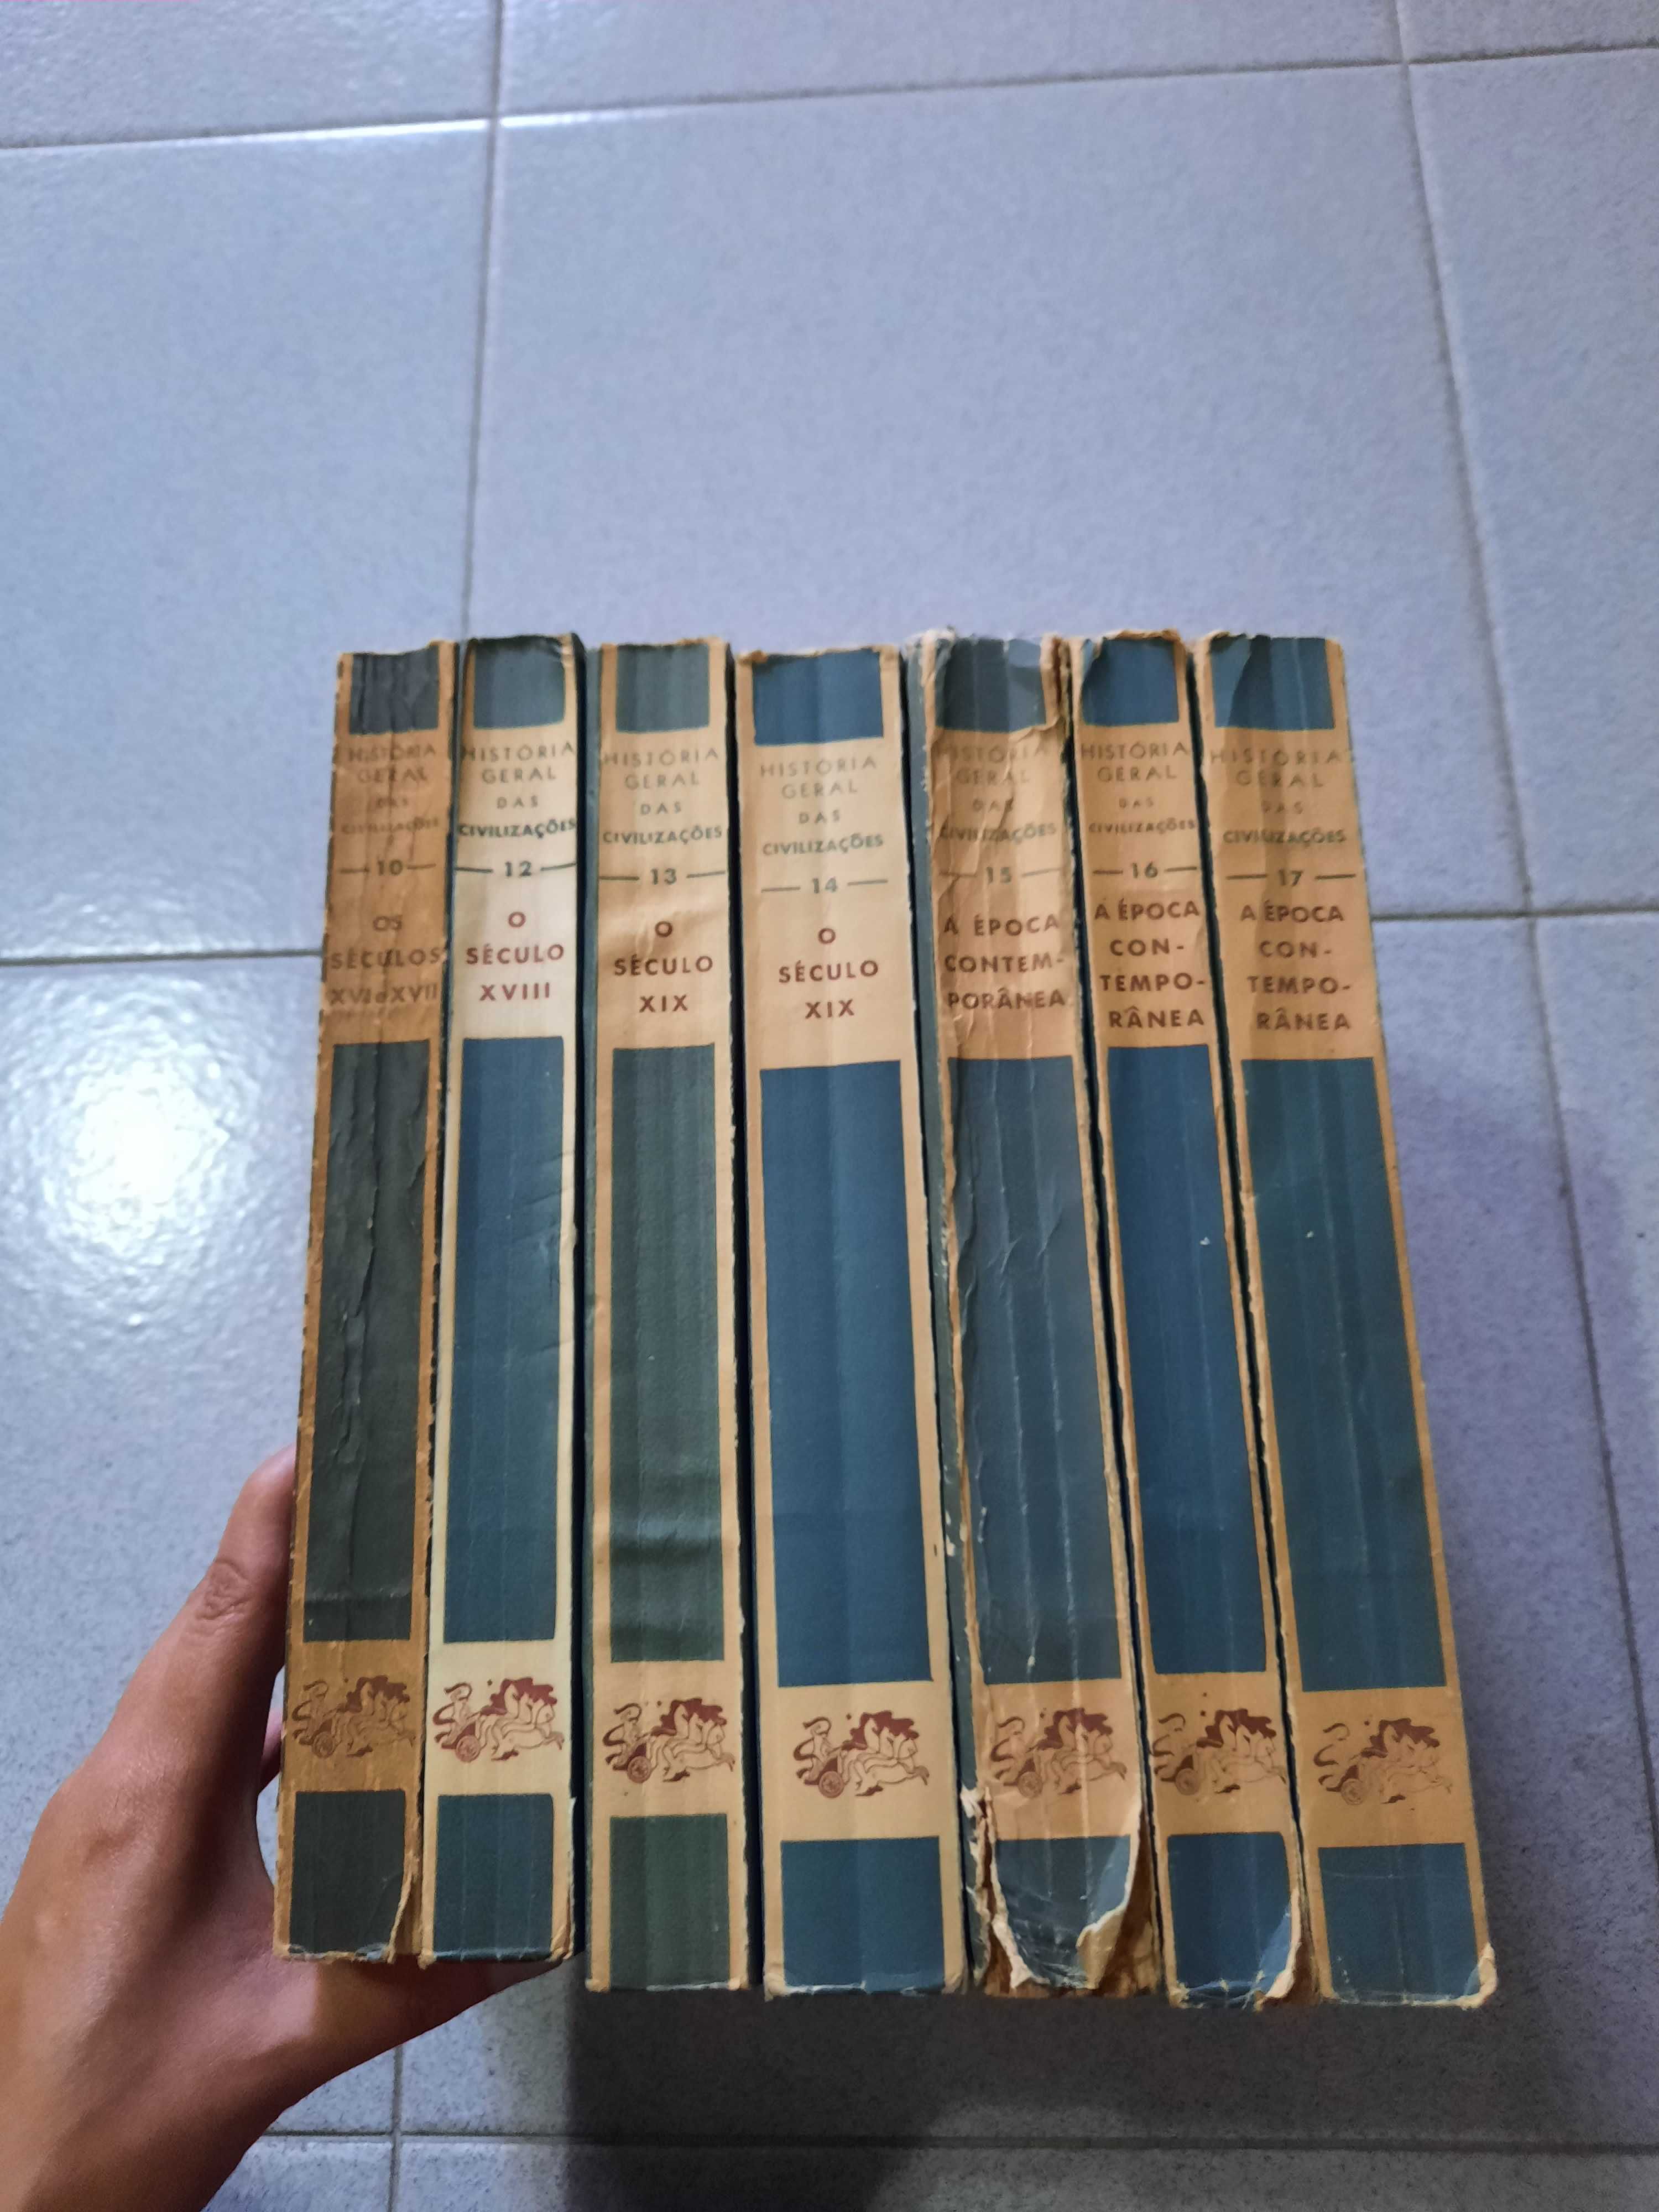 HISTÓRIA
GERAL
DAS
CIVILIZAÇÕES
10
OS
SÉCULOS
XVI e XVII
HISTÓRIA
GERAL
DAS
CIVILIZAÇÕES
12
O
SÉCULO
XVIII
HISTÓRIA
GERAL
DAS
CIVILIZAÇÕES
13
O
SÉCULO
XIX
HISTÓRIA
GERAL
DAS
CIVILIZAÇÕES
14
O
SÉCULO
XIX
HISTÓRIA
GERAL
DAS
CIVILIZAÇÕES
15
A ÉPOCA
CONTEM-
PORÂNEA
HISTÓRIA
GERAL
DAS
CIVILIZAÇÕES
16
A ÉPOCA
CON-
TEMPO-
RÂNEA
HISTÓRIA
GERAL
DAS
CIVILIZAÇÕES
17
A ÉPOCA
CON-
TEMPO-
RÂNEA